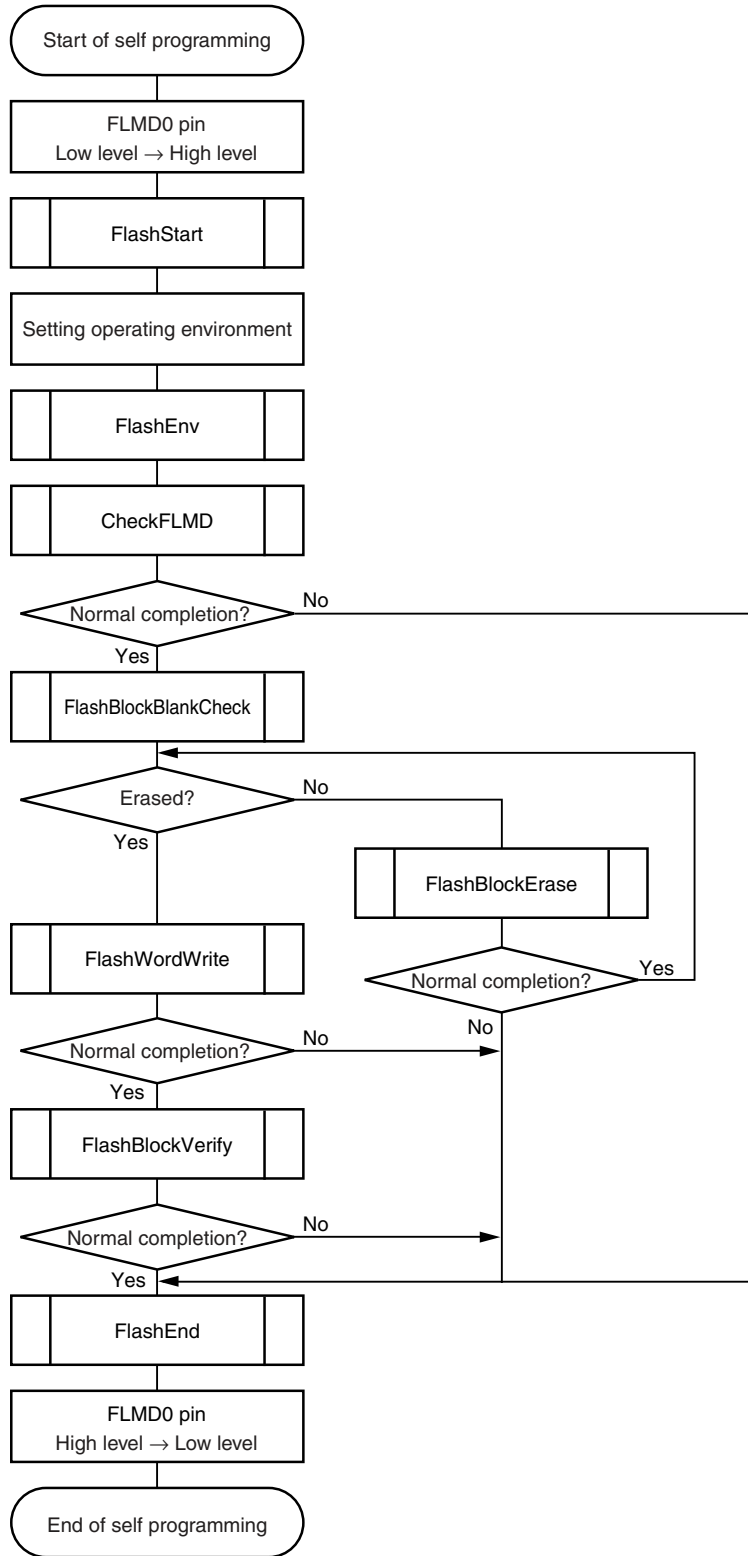 Start of self programming
FLMD0 pin
Low level → High level
FlashStart
Setting operating environment
FlashEnv
CheckFLMD
Normal completion?
No
Yes
FlashBlockBlankCheck
Erased?
No
Yes
FlashBlockErase
FlashWordWrite
Normal completion?
Yes
No
Normal completion?
No
Yes
FlashBlockVerify
Normal completion?
No
Yes
FlashEnd
FLMD0 pin
High level → Low level
End of self programming